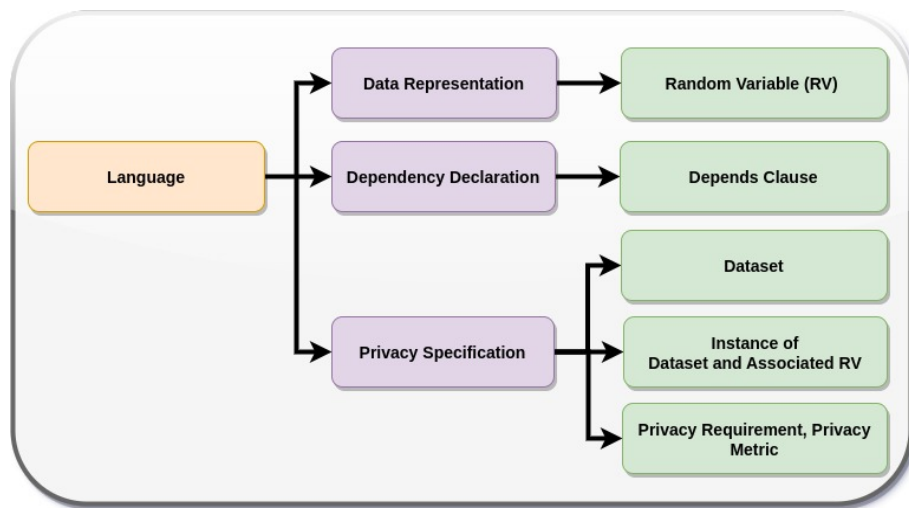 Data Representation
Random Variable (RV)
Language
Dependency Declaration
Depends Clause
Dataset
Privacy Specification
Instance of
Dataset and Associated RV
Privacy Requirement, Privacy
Metric